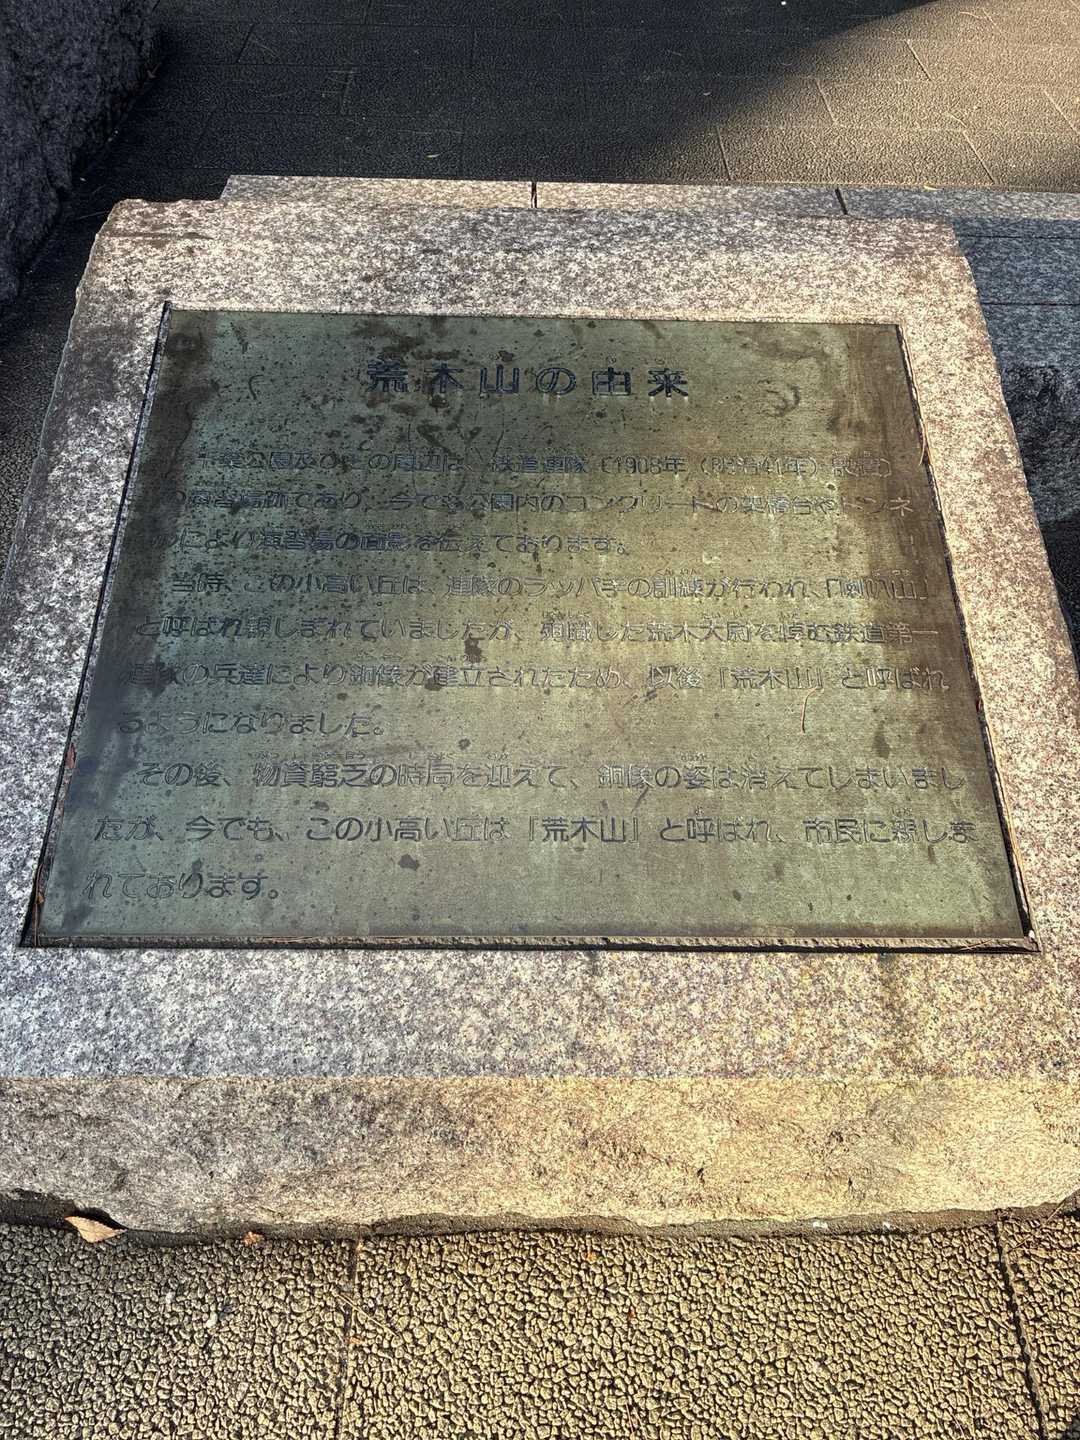 荒木山の由来
千葉公園及びこの周辺は、鉄道連隊〔1908年（明治41年）設営〕
の演習場跡であり、今でも公園内のコンクリートの架橋台やトンネ
ルにより演習場の面影を伝えております。
当時、この小高い丘は、連隊のラッパ手の訓練が行われ、「喇叭山」
と呼ばれ親しまれていましたが、殉職した荒木大尉を悼む鉄道第一
連隊の兵達により銅像が建立されたため、以後「荒木山」と呼ばれ
るようになりました。
その後、物資窮乏の時局を迎えて、銅像の姿は消えてしまいまし
たが、今でも、この小高い丘は「荒木山」と呼ばれ、市民に親しま
れております。